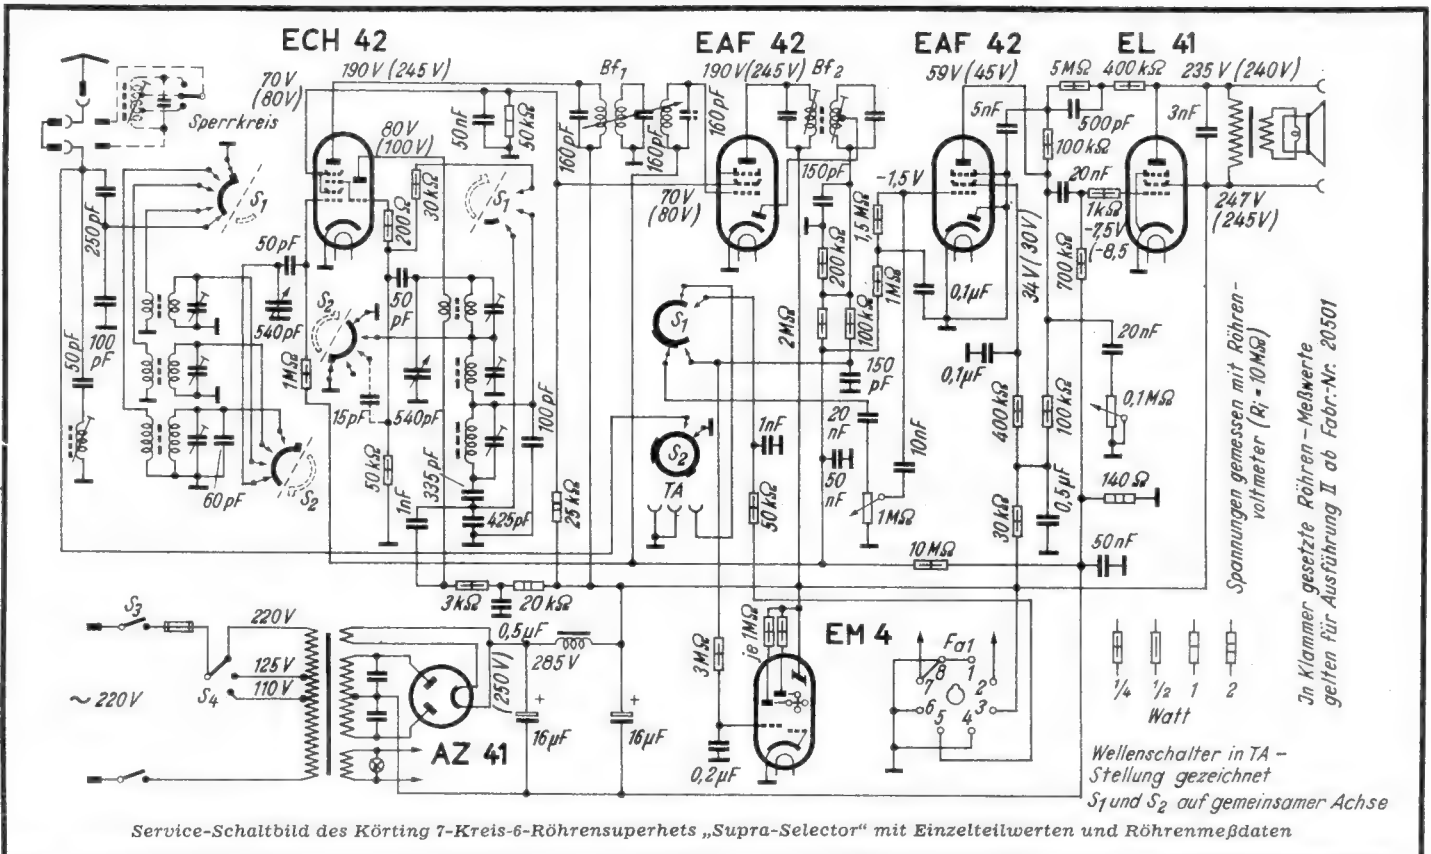 ECH 42
EAF 42
EAF 42
EL 41
190V (245V)
Bf1
190V (245V)
Bf2
59V (45V)
5MΩ
400kΩ
235V (240V)
70V
(80V)
Sperrkreis
80V
(100V)
50nF
50kΩ
160pF
160pF
160pF
5nF
500pF
100kΩ
3nF
S1
250pF
200Ω
30kΩ
S1
70V
(80V)
150pF
-1,5V
20nF
1kΩ
-7,5V
(-8,5
247V
(245V)
50pF
540pF
S2
50
pF
1,5MΩ
200kΩ
1MΩ
0,1µF
34V (30V)
700kΩ
50pF
100
pF
1MΩ
15pF
540pF
100pF
S1
2MΩ
100kΩ
150
pF
0,1µF
20nF
0,1MΩ
60pF
S2
50kΩ
1nF
335pF
425pF
25kΩ
S2
TA
1nF
50kΩ
20
nF
50
nF
1MΩ
10nF
400kΩ
100kΩ
30kΩ
0,5µF
140Ω
10MΩ
50nF
3kΩ
20kΩ
0,5µF
S3
220V
125V
110V
S4
~ 220V
285V
(250V)
AZ 41
+
16µF
+
16µF
3MΩ
0,2µF
je 1MΩ
EM 4
Fa1
8
1
7
2
6
3
5
4
1/4
1/2
1
2
Watt
Spannungen gemessen mit Röhren-
voltmeter (Ri = 10MΩ)
In Klammer gesetzte Röhren-Meßwerte
gelten für Ausführung II ab Fabr.-Nr. 20501
Wellenschalter in TA-
Stellung gezeichnet
S1 und S2 auf gemeinsamer Achse
Service-Schaltbild des Körting 7-Kreis-6-Röhrensuperhets „Supra-Selector“ mit Einzelteilwerten und Röhrenmeßdaten